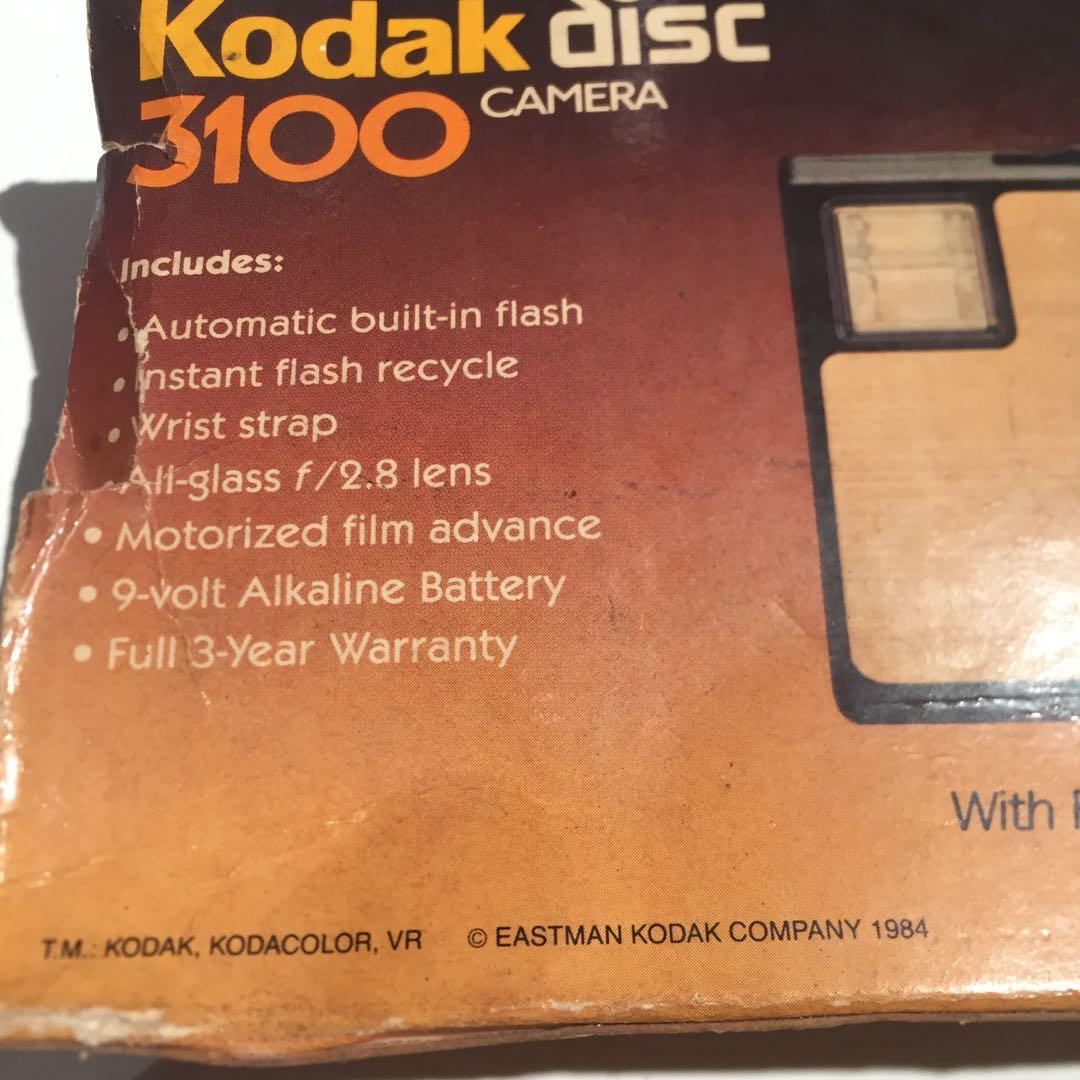 Kodak disc
3100 CAMERA
Includes:
• Automatic built-in flash
• Instant flash recycle
• Wrist strap
All-glass f/2.8 lens
• Motorized film advance
• 9-volt Alkaline Battery
• Full 3-Year Warranty
With
T.M.: KODAK, KODACOLOR, VR © EASTMAN KODAK COMPANY 1984